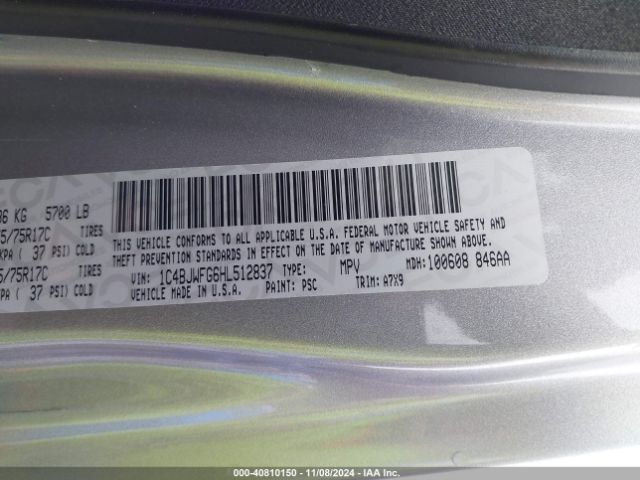 06 KG 5700 LB
5/75R17C TIRES
KPA ( 37 PSI) COLD
5/75R17C TIRES
KPA ( 37 PSI) COLD
THIS VEHICLE CONFORMS TO ALL APPLICABLE U.S.A. FEDERAL MOTOR VEHICLE SAFETY AND
THEFT PREVENTION STANDARDS IN EFFECT ON THE DATE OF MANUFACTURE SHOWN ABOVE.
VIN: 1C4BJWFG6HL512837 TYPE: MPV MDH: 100608 846AA
VEHICLE MADE IN U.S.A. PAINT: PSC TRIM: A7X9
000-40810150 - 11/08/2024 - IAA Inc.